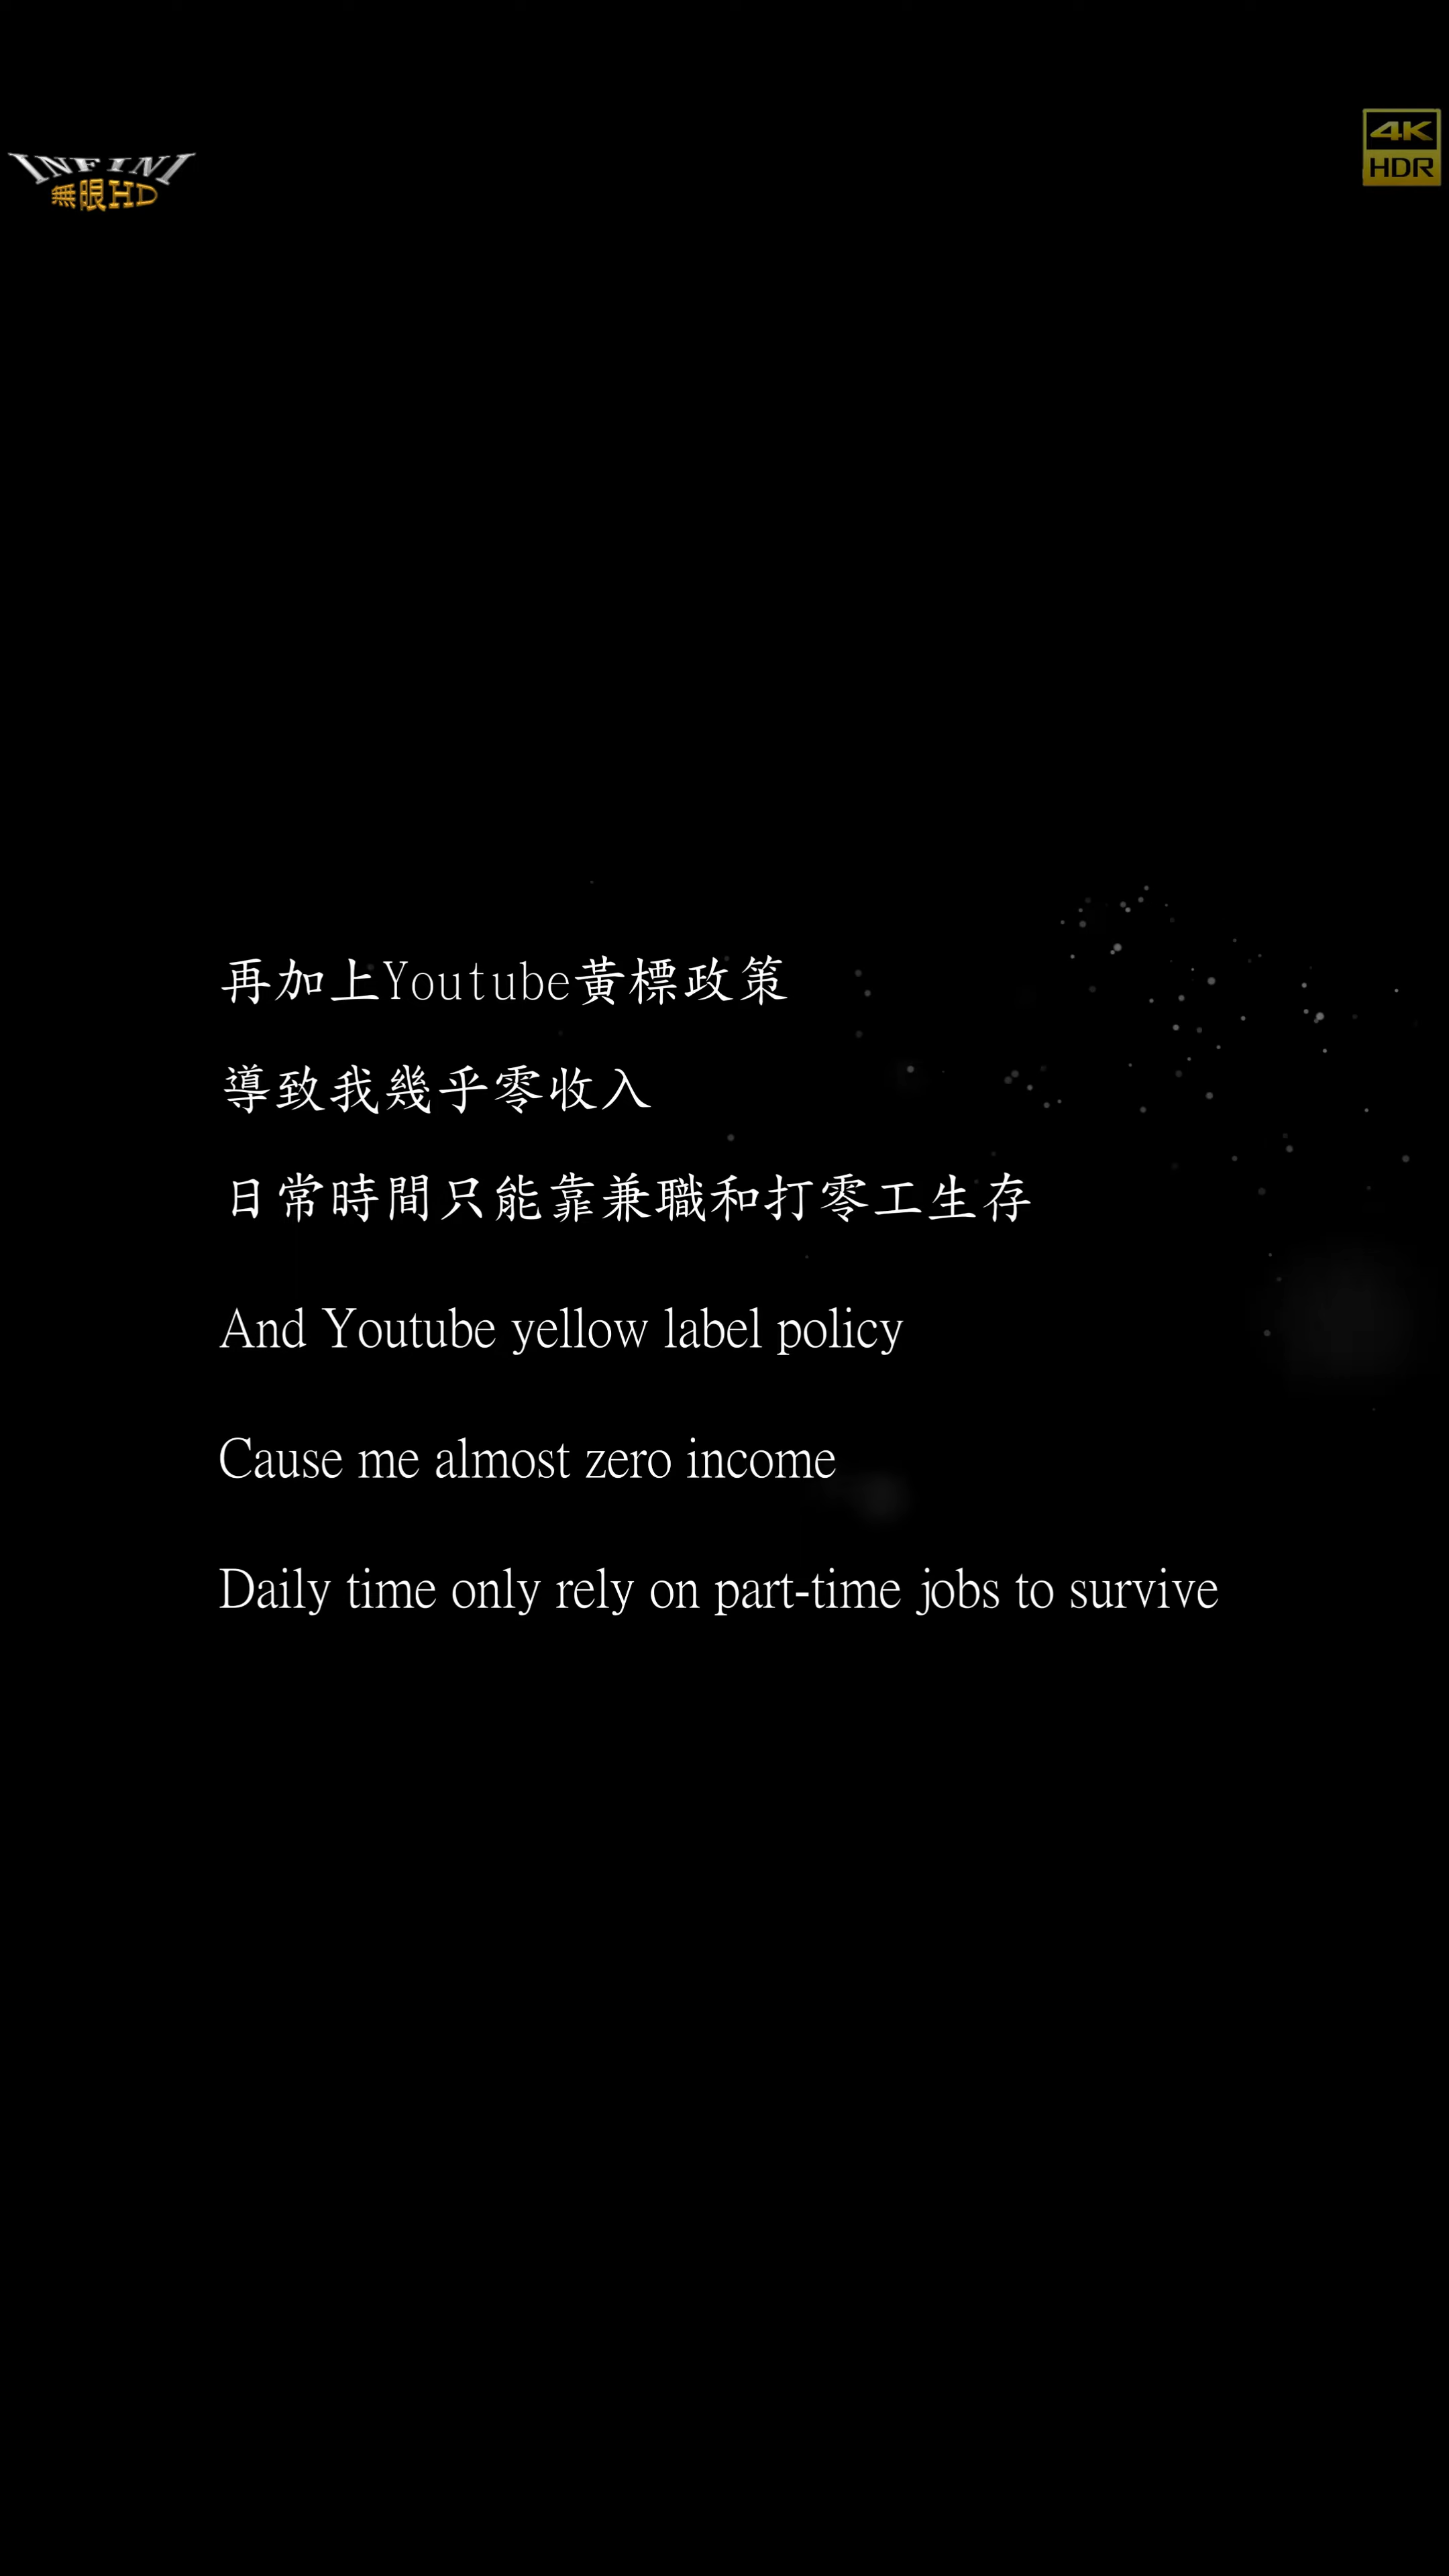 INFINI
無限HD
4K
HDR
再加上Youtube黃標政策
導致我幾乎零收入
日常時間只能靠兼職和打零工生存
And Youtube yellow label policy
Cause me almost zero income
Daily time only rely on part-time jobs to survive